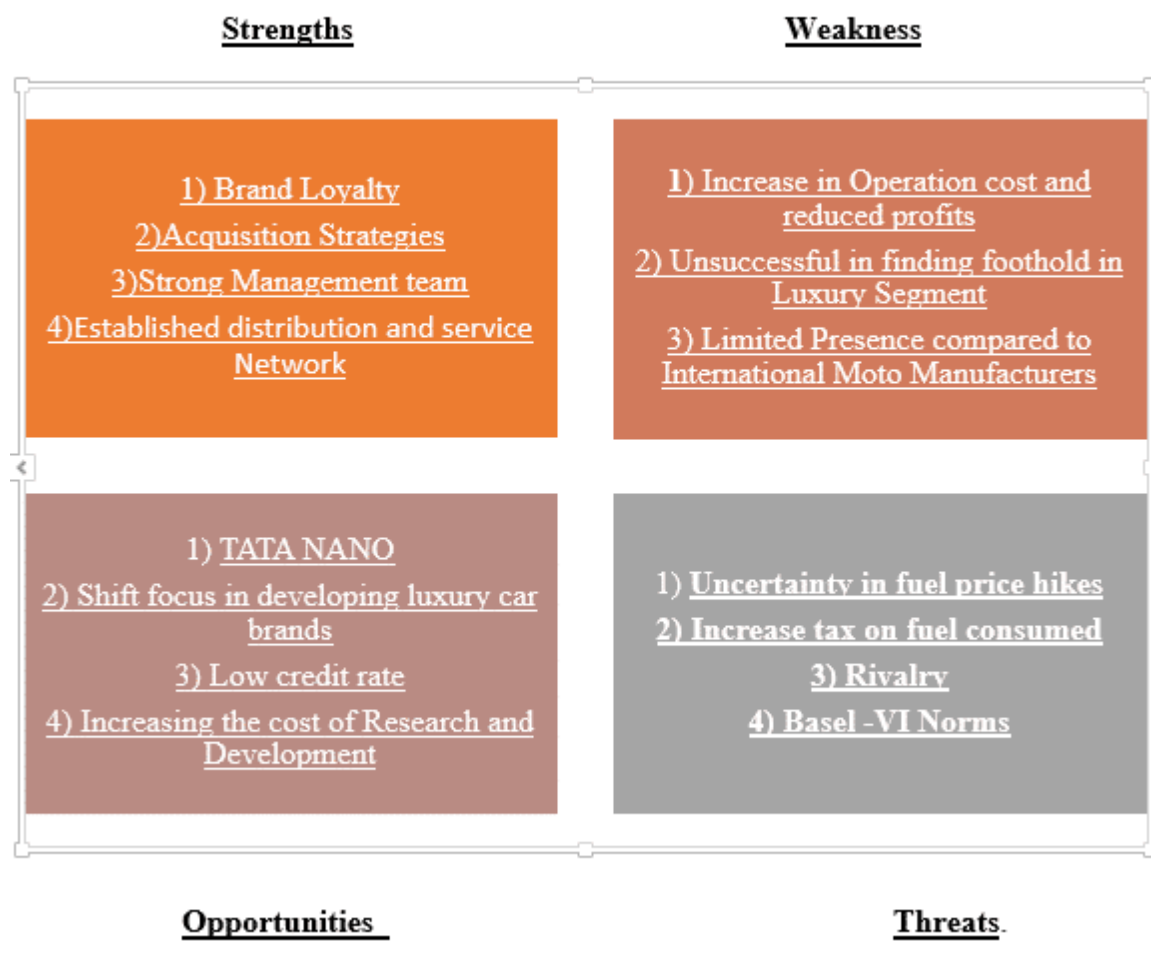 Strengths
Weakness
1) Brand Loyalty
2)Acquisition Strategies
3)Strong Management team
4)Established distribution and service
Network
1) Increase in Operation cost and
reduced profits
2) Unsuccessful in finding foothold in
Luxury Segment
3) Limited Presence compared to
International Moto Manufacturers
1) TATA NANO
2) Shift focus in developing luxury car
brands
3) Low credit rate
4) Increasing the cost of Research and
Development
1) Uncertainty in fuel price hikes
2) Increase tax on fuel consumed
3) Rivalry
4) Basel -VI Norms
Opportunities
Threats.